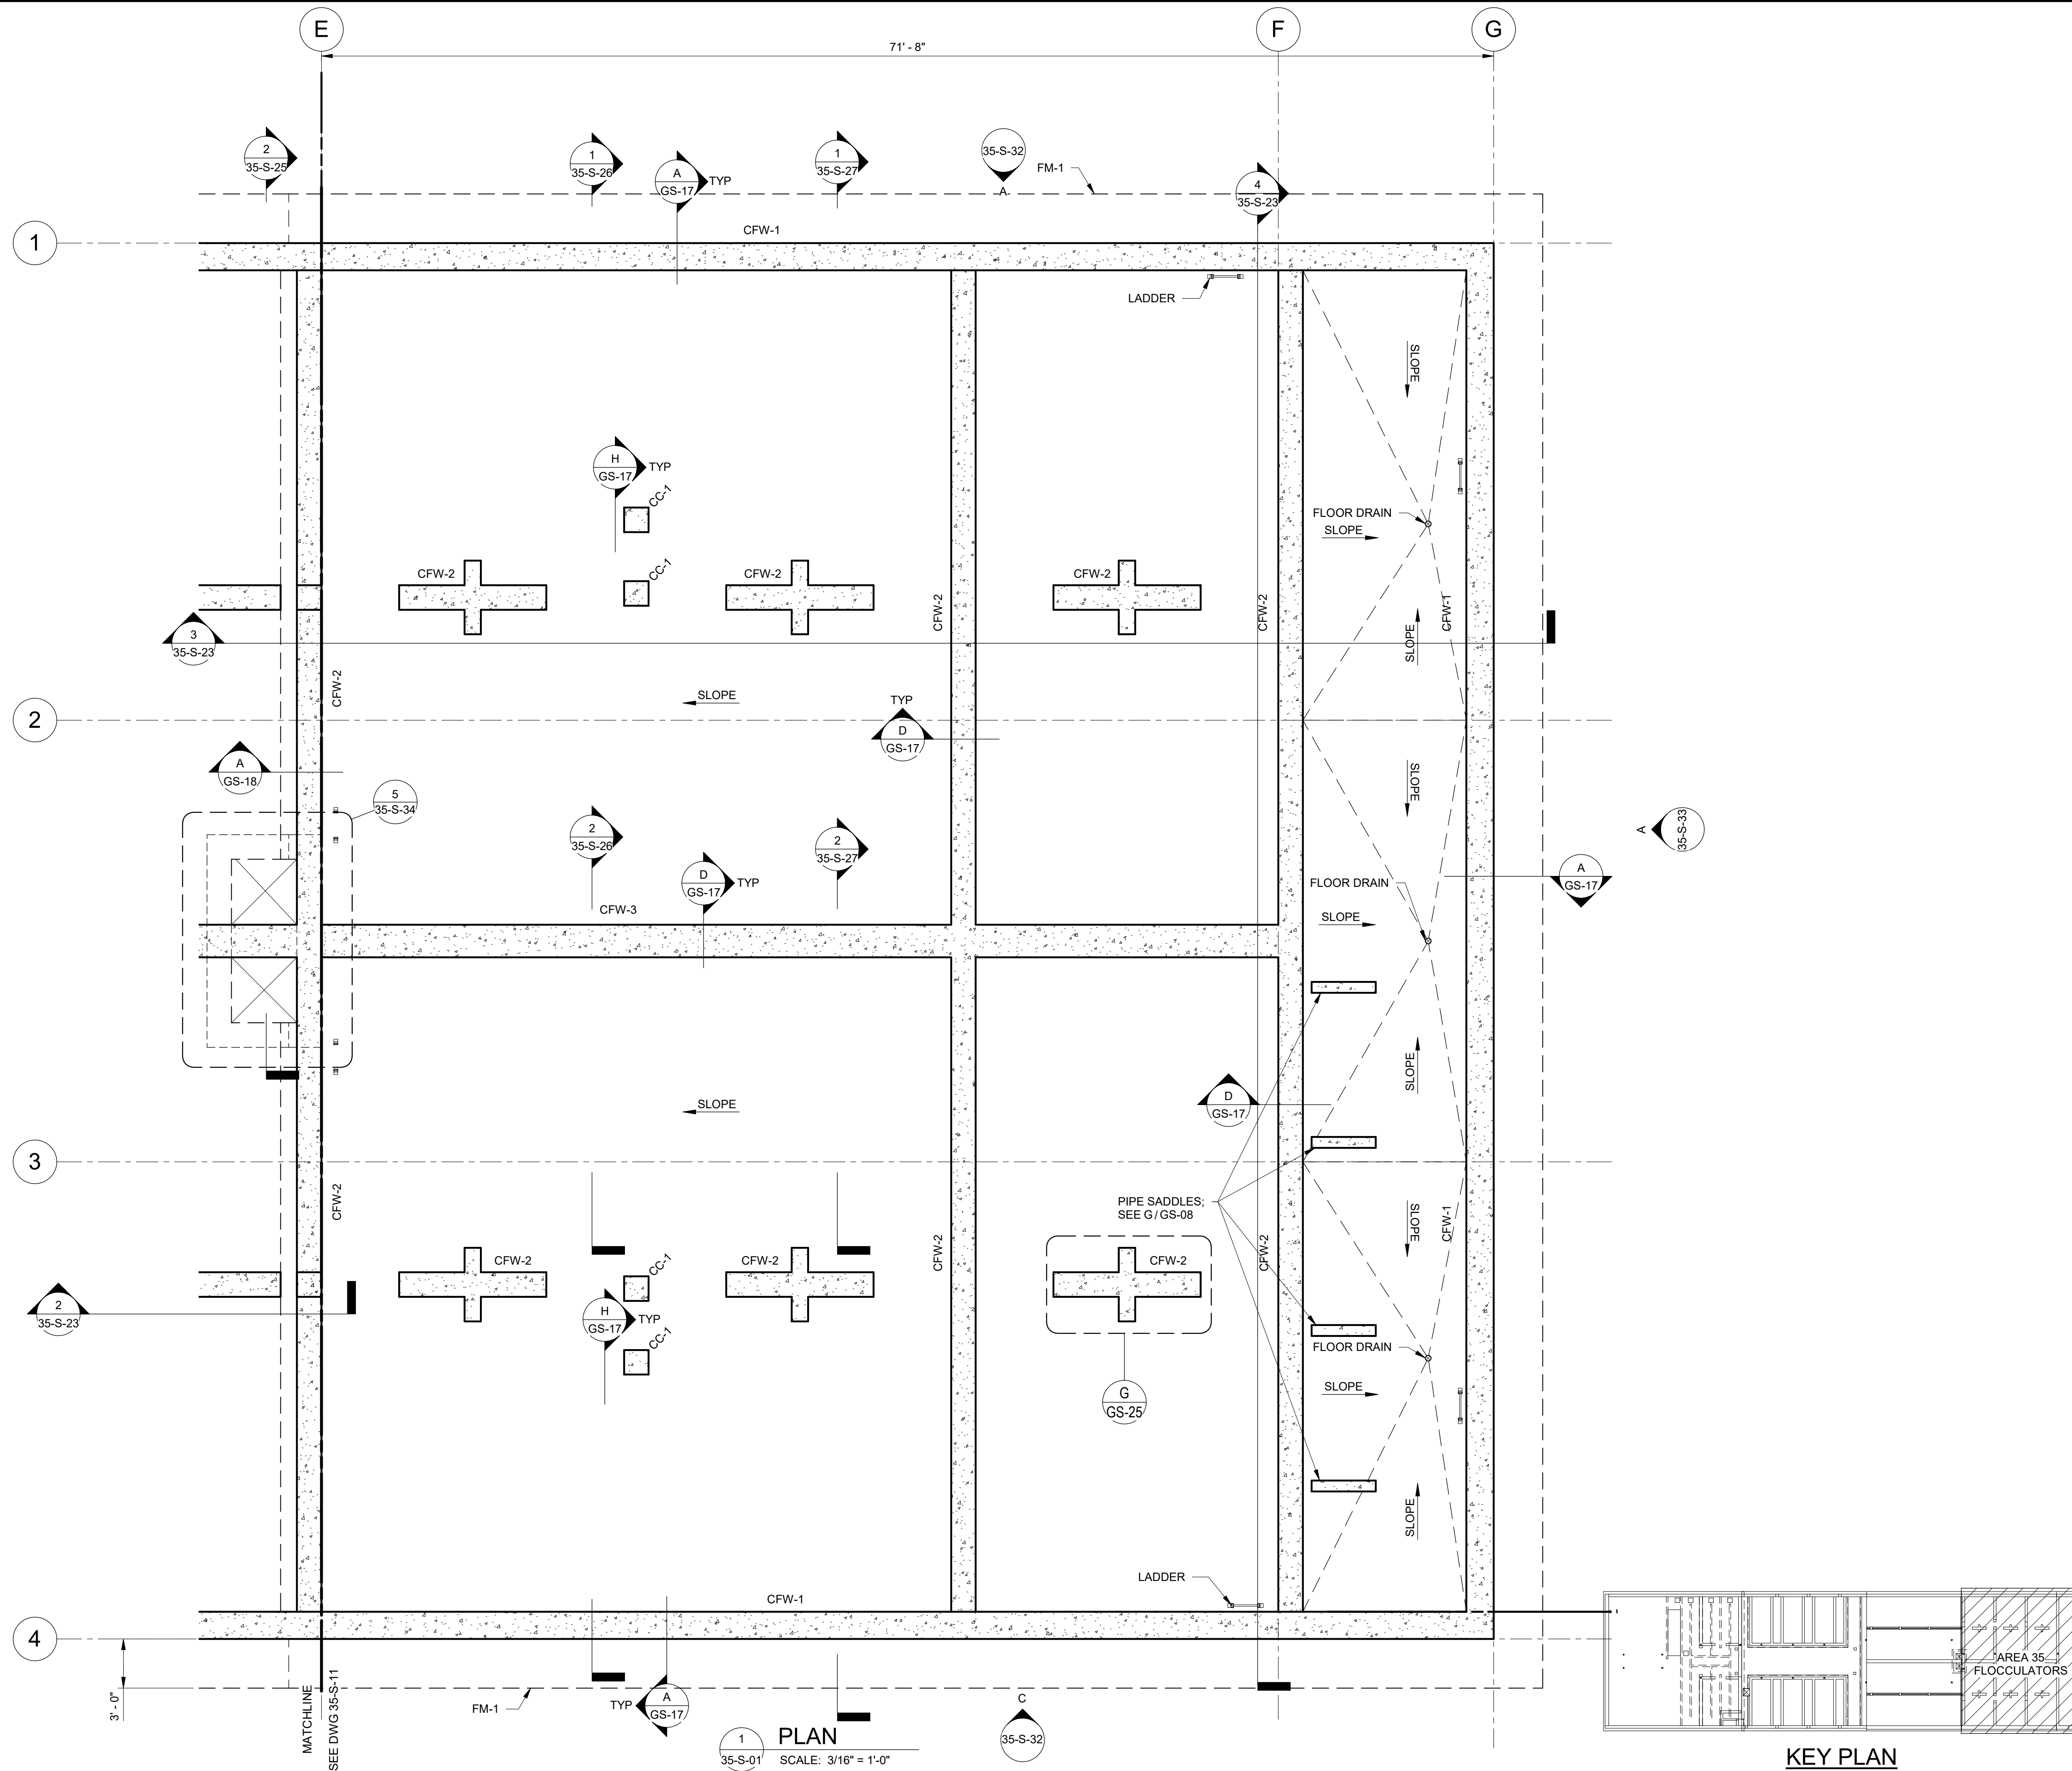 E
F
G
71' - 8"
2
35-S-25
1
35-S-26
A
GS-17
TYP
1
35-S-27
35-S-32
A
FM-1
4
35-S-23
1
CFW-1
LADDER
SLOPE
H
GS-17
TYP
CC-1
FLOOR DRAIN
SLOPE
CC-1
CFW-2
CFW-2
CFW-2
CFW-2
CFW-2
CFW-1
SLOPE
3
35-S-23
CFW-2
SLOPE
TYP
D
GS-17
2
A
GS-18
5
35-S-34
SLOPE
2
35-S-26
2
35-S-27
A
35-S-33
D
GS-17
TYP
FLOOR DRAIN
A
GS-17
CFW-3
SLOPE
SLOPE
SLOPE
D
GS-17
3
CFW-2
PIPE SADDLES;
SEE G / GS-08
SLOPE
CFW-1
CFW-2
CFW-2
CFW-2
CFW-2
CFW-2
CC-1
2
35-S-23
H
GS-17
TYP
CC-1
FLOOR DRAIN
SLOPE
G
GS-25
SLOPE
LADDER
CFW-1
4
3' - 0"
MATCHLINE
SEE DWG 35-S-11
FM-1
TYP
A
GS-17
C
35-S-32
1
35-S-01
PLAN
SCALE: 3/16" = 1'-0"
AREA 35
FLOCCULATORS
KEY PLAN